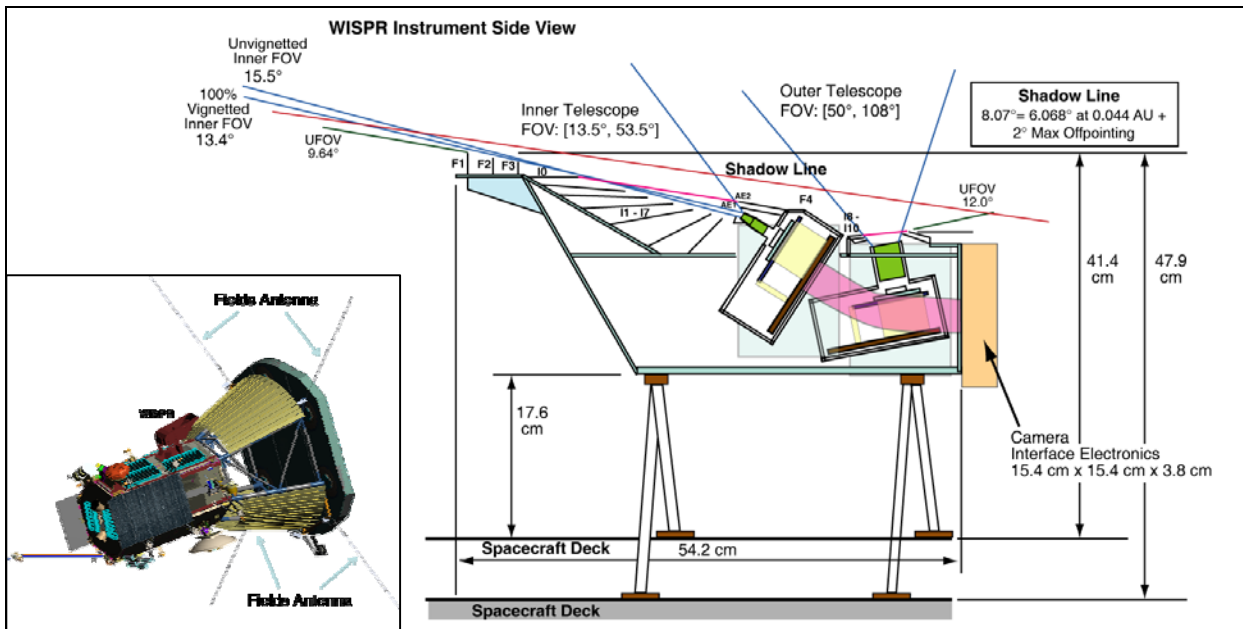 WISPR Instrument Side View
Unvignetted
Inner FOV
15.5°
100%
Vignetted
Inner FOV
13.4°
UFOV
9.64°
Inner Telescope
FOV: [13.5°, 53.5°]
Outer Telescope
FOV: [50°, 108°]
Shadow Line
8.07°= 6.068° at 0.044 AU +
2° Max Offpointing
F1
F2
F3
I0
Shadow Line
I1 - I7
AE1
AE2
F4
I8 -
I10
UFOV
12.0°
41.4
cm
47.9
cm
17.6
cm
Camera
Interface Electronics
15.4 cm x 15.4 cm x 3.8 cm
Spacecraft Deck
54.2 cm
Spacecraft Deck
Fields Antenna
WISPR
Fields Antenna